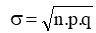 σ = √n.p.q